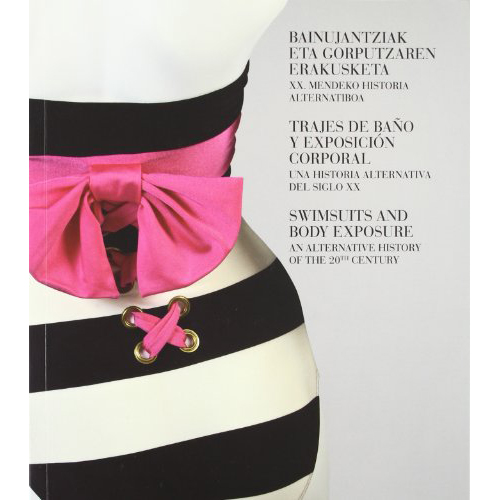 BAINUJANTZIAK
ETA GORPUTZAREN
ERAKUSKETA
XX. MENDEKO HISTORIA
ALTERNATIBOA
TRAJES DE BAÑO
Y EXPOSICIÓN
CORPORAL
UNA HISTORIA ALTERNATIVA
DEL SIGLO XX
SWIMSUITS AND
BODY EXPOSURE
AN ALTERNATIVE HISTORY
OF THE 20TH CENTURY